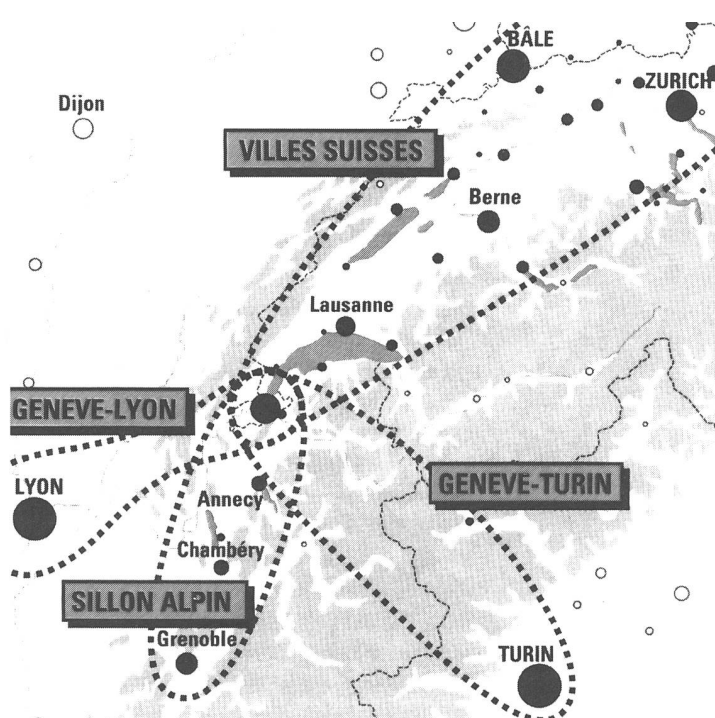 BÂLE
ZURICH
Dijon
VILLES SUISSES
Berne
Lausanne
GENEVE-LYON
LYON
GENEVE-TURIN
Annecy
Chambéry
SILLON ALPIN
Grenoble
TURIN